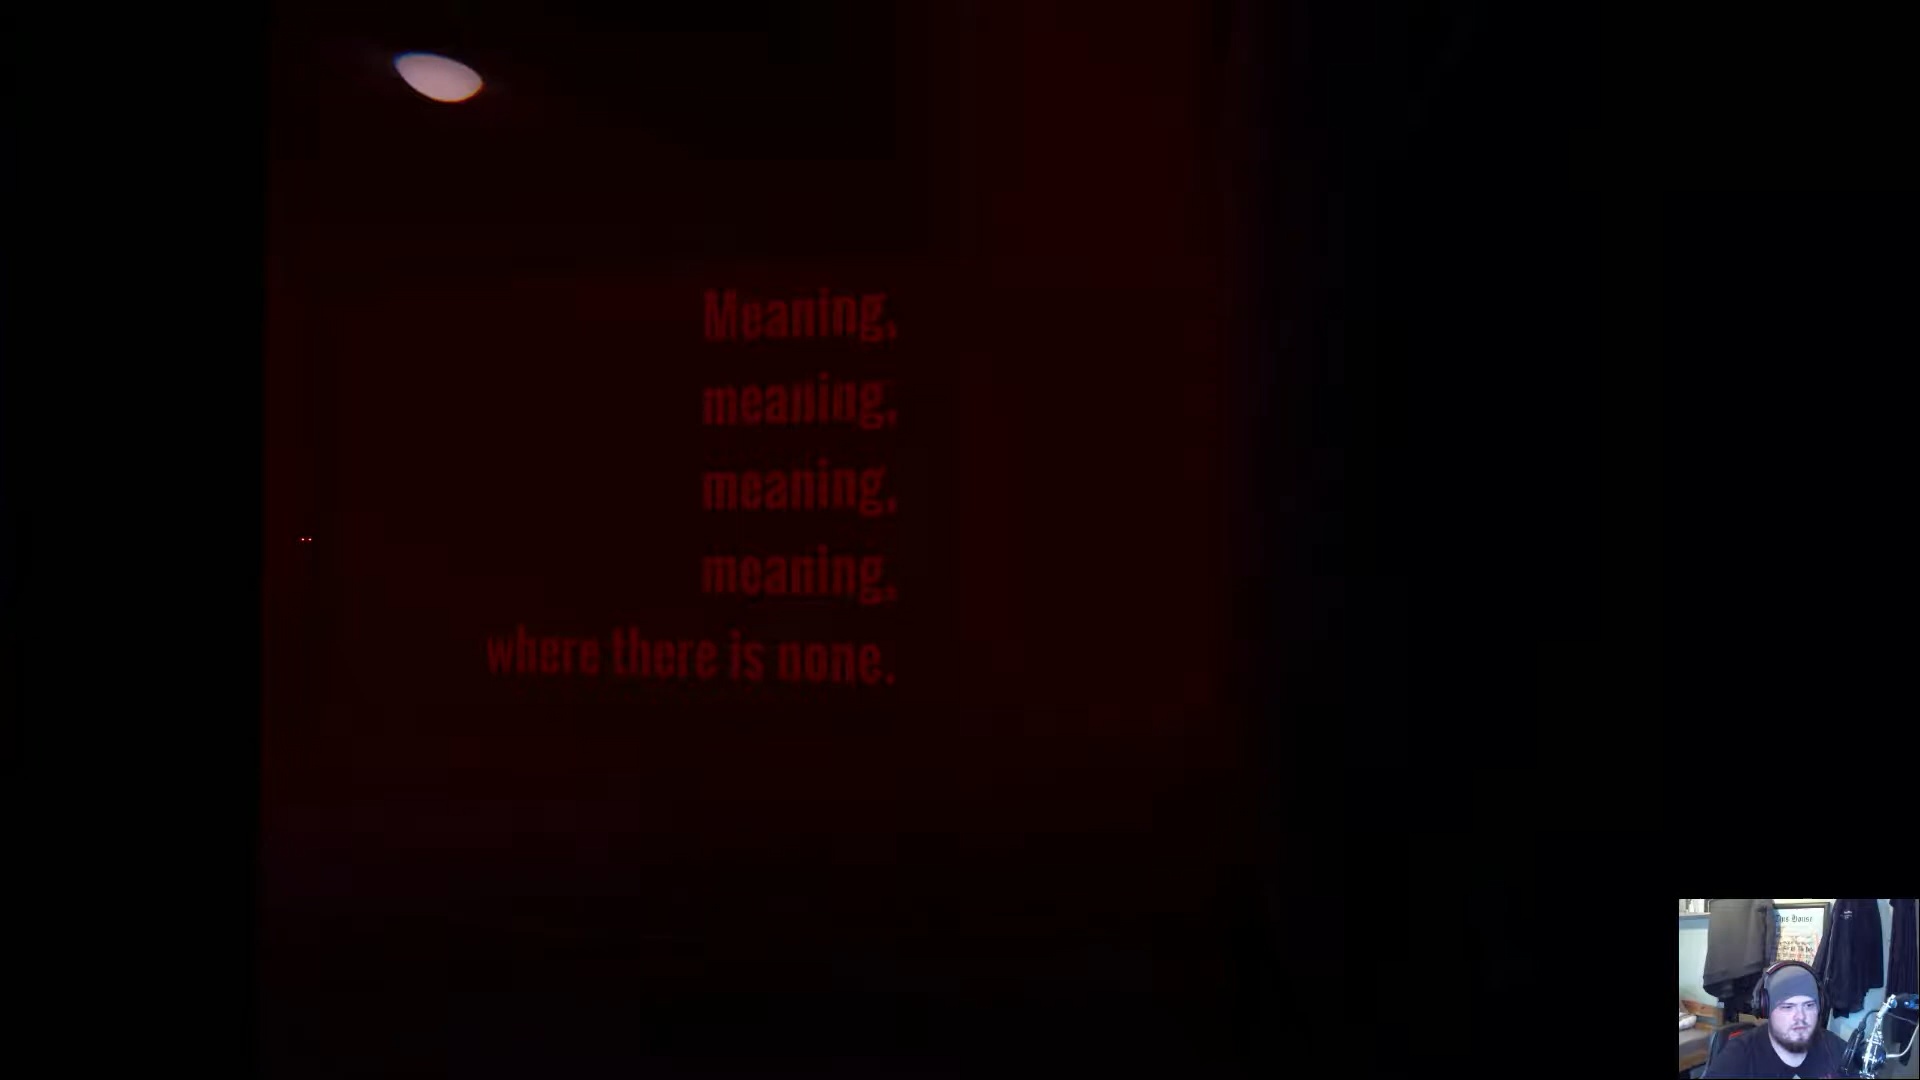 Meaning,
meaning,
meaning,
meaning,
where there is none.